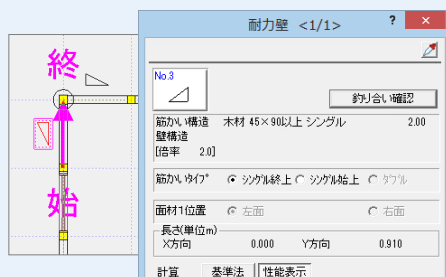 耐力壁 <1/1>
? ×
終
始
No.3
釣り合い確認
筋かい構造 木材 45×90以上 シングル 2.00
壁構造
[倍率 2.0]
筋かいタイプ シングル終上 シングル始上 ダブル
面材1位置 左面 右面
長さ(単位m)
X方向 0.000 Y方向 0.910
計算 基準法 性能表示